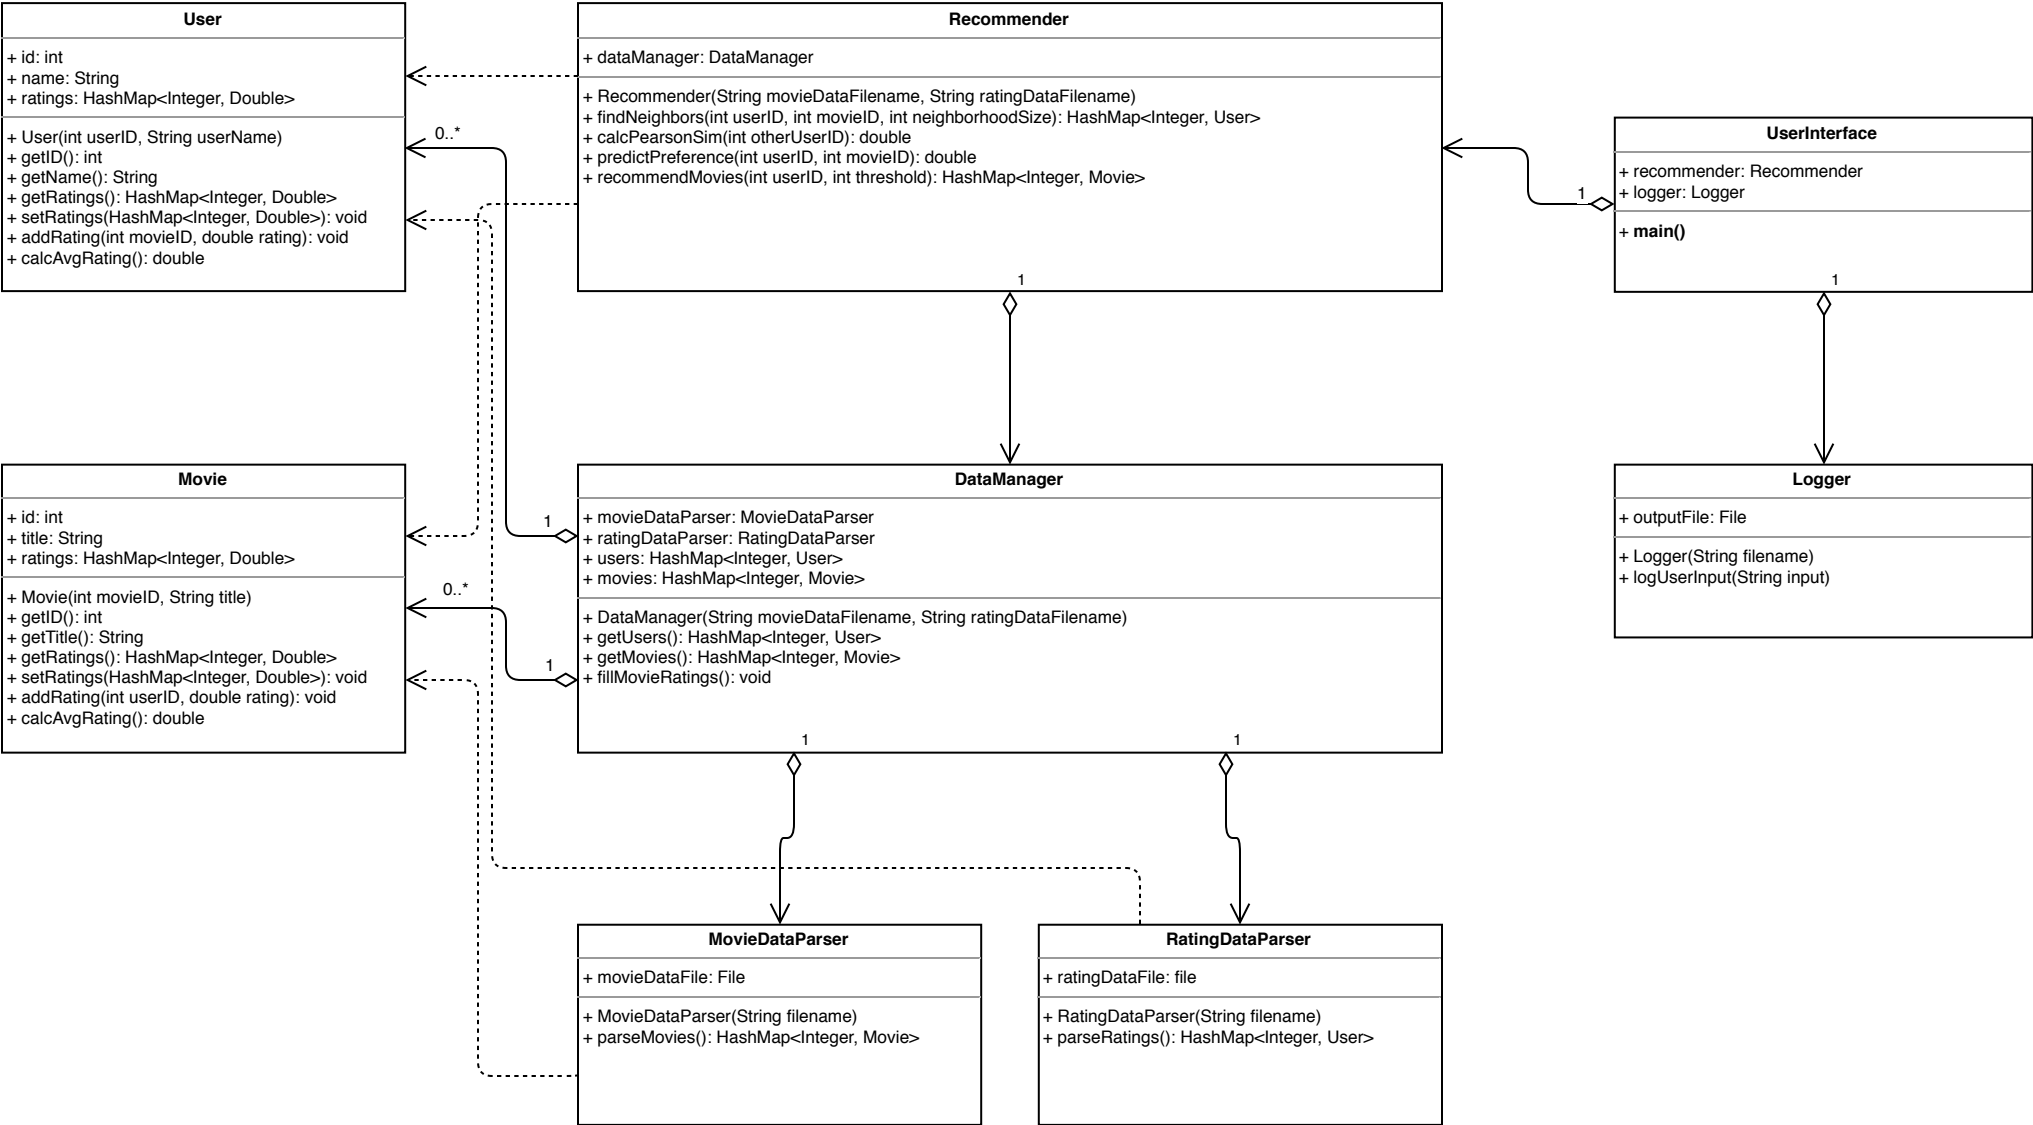 User
+ id: int
+ name: String
+ ratings: HashMap<Integer, Double>
+ User(int userID, String userName)
+ getID(): int
+ getName(): String
+ getRatings(): HashMap<Integer, Double>
+ setRatings(HashMap<Integer, Double>): void
+ addRating(int movieID, double rating): void
+ calcAvgRating(): double
0..*
Recommender
+ dataManager: DataManager
+ Recommender(String movieDataFilename, String ratingDataFilename)
+ findNeighbors(int userID, int movieID, int neighborhoodSize): HashMap<Integer, User>
+ calcPearsonSim(int otherUserID): double
+ predictPreference(int userID, int movieID): double
+ recommendMovies(int userID, int threshold): HashMap<Integer, Movie>
1
1
UserInterface
+ recommender: Recommender
+ logger: Logger
+ main()
1
Movie
+ id: int
+ title: String
+ ratings: HashMap<Integer, Double>
+ Movie(int movieID, String title)
+ getID(): int
+ getTitle(): String
+ getRatings(): HashMap<Integer, Double>
+ setRatings(HashMap<Integer, Double>): void
+ addRating(int userID, double rating): void
+ calcAvgRating(): double
1
0..*
1
DataManager
+ movieDataParser: MovieDataParser
+ ratingDataParser: RatingDataParser
+ users: HashMap<Integer, User>
+ movies: HashMap<Integer, Movie>
+ DataManager(String movieDataFilename, String ratingDataFilename)
+ getUsers(): HashMap<Integer, User>
+ getMovies(): HashMap<Integer, Movie>
+ fillMovieRatings(): void
1
1
Logger
+ outputFile: File
+ Logger(String filename)
+ logUserInput(String input)
MovieDataParser
+ movieDataFile: File
+ MovieDataParser(String filename)
+ parseMovies(): HashMap<Integer, Movie>
RatingDataParser
+ ratingDataFile: file
+ RatingDataParser(String filename)
+ parseRatings(): HashMap<Integer, User>